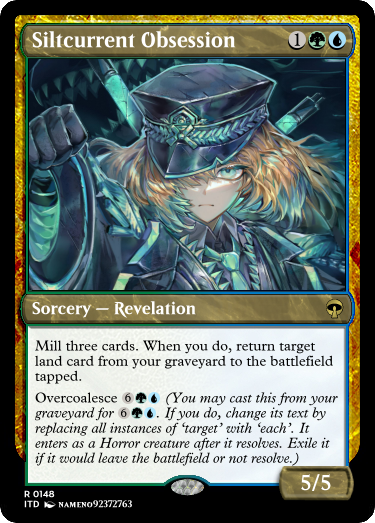 Siltcurrent Obsession 1
Sorcery — Revelation
Mill three cards. When you do, return target
land card from your graveyard to the battlefield
tapped.
Overcoalesce 6 (You may cast this from your
graveyard for 6. If you do, change its text by
replacing all instances of ‘target’ with ‘each’. It
enters as a Horror creature after it resolves. Exile it
if it would leave the battlefield or not resolve.)
5/5
R 0148
ITD NAMENO92372763